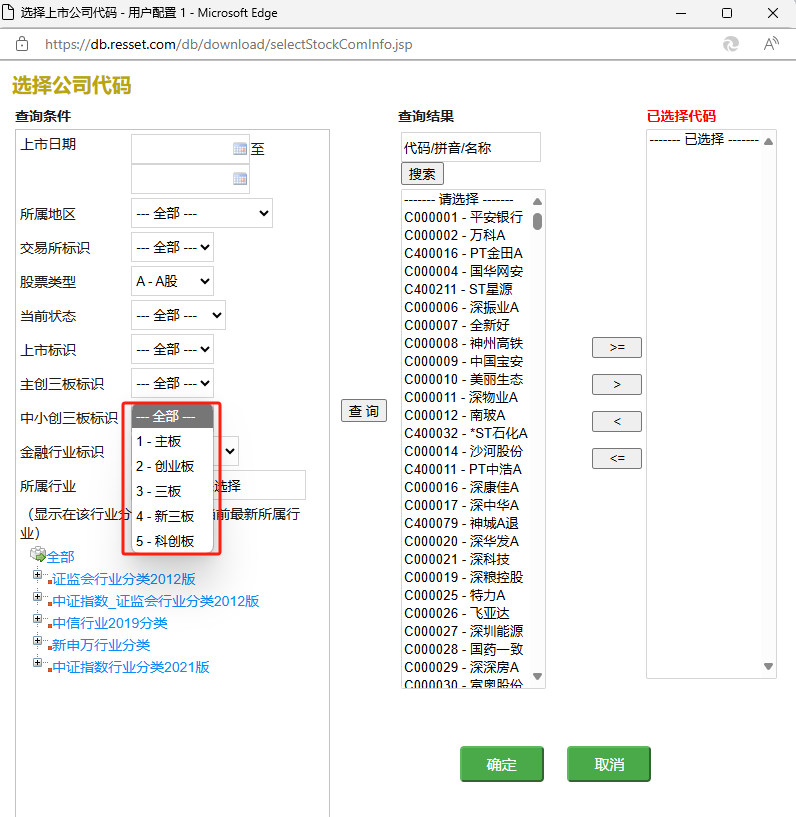 选择上市公司代码 - 用户配置 1 - Microsoft Edge
https://db.resset.com/db/download/selectStockComInfo.jsp
选择公司代码
查询条件
上市日期
至
所属地区 --- 全部 ---
交易所标识 --- 全部 ---
股票类型 A - A股
当前状态 --- 全部 ---
上市标识 --- 全部 ---
主创三板标识 --- 全部 ---
中小创三板标识 --- 全部 ---
1 - 主板
2 - 创业板
3 - 三板
4 - 新三板
5 - 科创板
金融行业标识
所属行业 选择
（显示在该行业分 前最新所属行
业）
全部
证监会行业分类2012版
中证指数_证监会行业分类2012版
中信行业2019分类
新申万行业分类
中证指数行业分类2021版
查 询
查询结果
代码/拼音/名称
搜索
------- 请选择 -------
C000001 - 平安银行
C000002 - 万科A
C400016 - PT金田A
C000004 - 国华网安
C400211 - ST星源
C000006 - 深振业A
C000007 - 全新好
C000008 - 神州高铁
C000009 - 中国宝安
C000010 - 美丽生态
C000011 - 深物业A
C000012 - 南玻A
C400032 - *ST石化A
C000014 - 沙河股份
C400011 - PT中浩A
C000016 - 深康佳A
C000017 - 深中华A
C400079 - 神城A退
C000020 - 深华发A
C000021 - 深科技
C000019 - 深粮控股
C000025 - 特力A
C000026 - 飞亚达
C000027 - 深圳能源
C000028 - 国药一致
C000029 - 深深房A
C000030 - 富奥股份
>=
>
<
<=
已选择代码
------- 已选择 -------
确定
取消